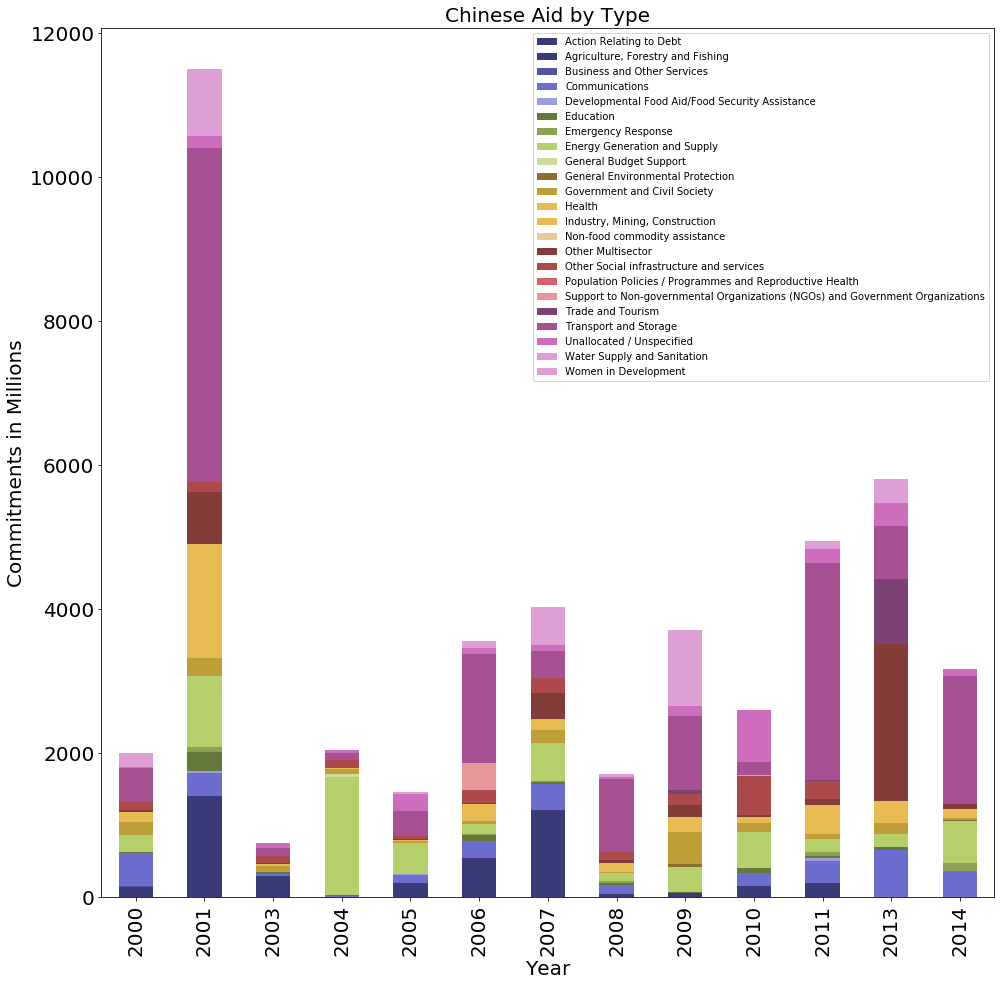 Chinese Aid by Type
Commitments in Millions
12000
10000
8000
6000
4000
2000
0
Action Relating to Debt
Agriculture, Forestry and Fishing
Business and Other Services
Communications
Developmental Food Aid/Food Security Assistance
Education
Emergency Response
Energy Generation and Supply
General Budget Support
General Environmental Protection
Government and Civil Society
Health
Industry, Mining, Construction
Non-food commodity assistance
Other Multisector
Other Social infrastructure and services
Population Policies / Programmes and Reproductive Health
Support to Non-governmental Organizations (NGOs) and Government Organizations
Trade and Tourism
Transport and Storage
Unallocated / Unspecified
Water Supply and Sanitation
Women in Development
2000 2001 2003 2004 2005 2006 2007 2008 2009 2010 2011 2013 2014
Year